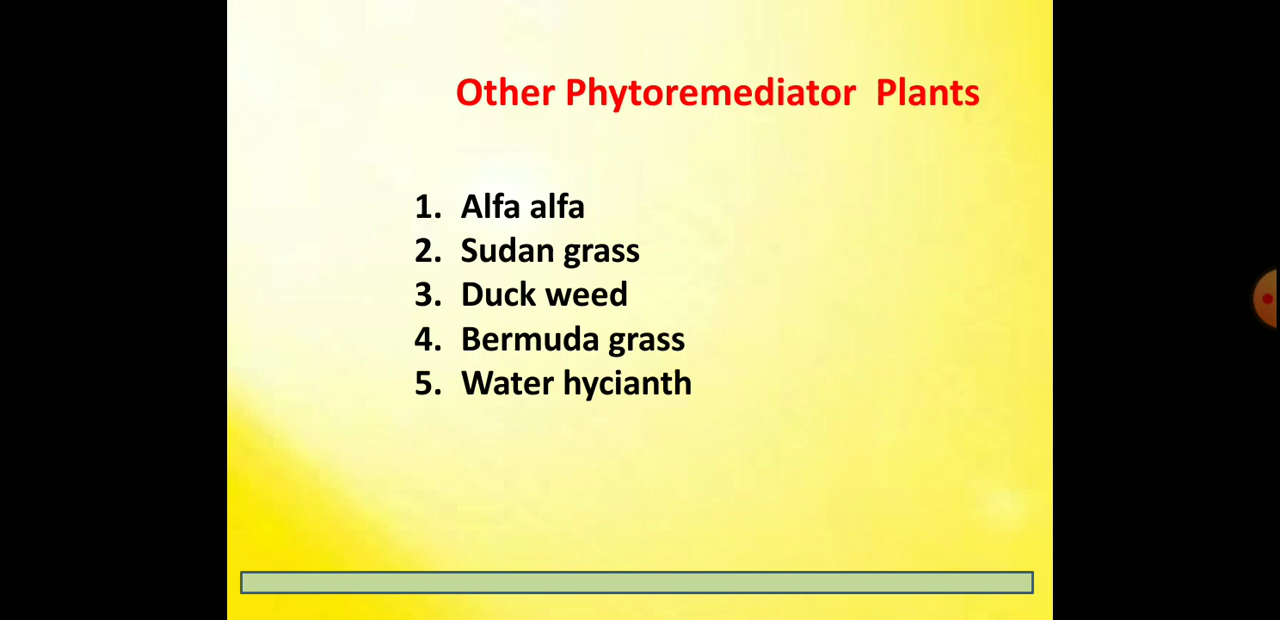 Other Phytoremediator Plants
1. Alfa alfa
2. Sudan grass
3. Duck weed
4. Bermuda grass
5. Water hycianth